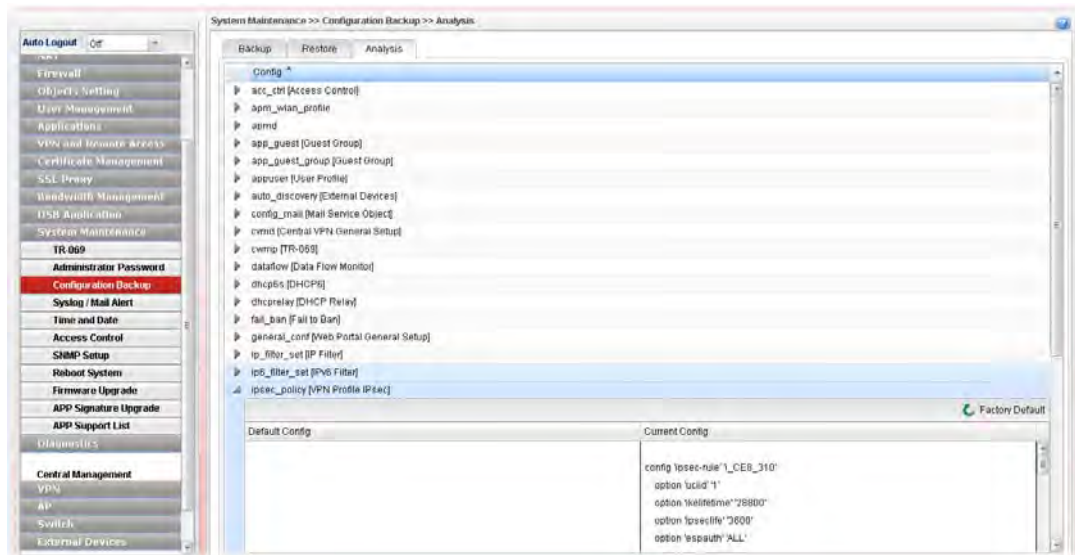 System Maintenance >> Configuration Backup >> Analysis
Auto Logout Off
NAT
Firewall
Objects Setting
User Management
Applications
VPN and Remote Access
Certificate Management
SSL Proxy
Bandwidth Management
USB Application
System Maintenance
TR-069
Administrator Password
Configuration Backup
Syslog / Mail Alert
Time and Date
Access Control
SNMP Setup
Reboot System
Firmware Upgrade
APP Signature Upgrade
APP Support List
Diagnostics
Central Management
VPN
AP
Switch
External Devices
Backup Restore Analysis
Config
acc_ctrl [Access Control]
apm_wlan_profile
apmd
app_guest [Guest Group]
app_guest_group [Guest Group]
appuser [User Profile]
auto_discovery [External Devices]
config_mail [Mail Service Object]
cvmd [Central VPN General Setup]
cwmp [TR-069]
dataflow [Data Flow Monitor]
dhcp6s [DHCP6]
dhcprelay [DHCP Relay]
fail_ban [Fail to Ban]
general_conf [Web Portal General Setup]
ip_filter_set [IP Filter]
ip6_filter_set [IPv6 Filter]
ipsec_policy [VPN Profile IPsec]
Factory Default
Default Config Current Config
config 'ipsec-rule' 'l_CE8_310'
option 'uciid' '1'
option 'ikelifetime' '28800'
option 'ipseclife' '3600'
option 'espauth' 'ALL'